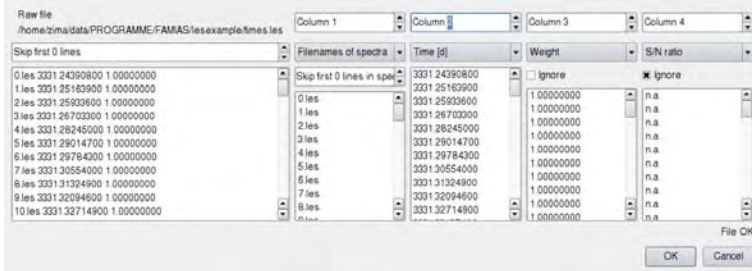 Raw file
/home/zima/data/PROGRAMME/FAMIAS/lesexample/times.les
Column 1
Column 2
Column 3
Column 4
Skip first 0 lines
Filenames of spectra
Time [d]
Weight
S/N ratio
Skip first 0 lines in spec
Ignore
Ignore
0.les 3331.24390800 1.00000000
1.les 3331.25163900 1.00000000
2.les 3331.25933600 1.00000000
3.les 3331.26703300 1.00000000
4.les 3331.28245000 1.00000000
5.les 3331.29014700 1.00000000
6.les 3331.29784300 1.00000000
7.les 3331.30554000 1.00000000
8.les 3331.31324900 1.00000000
9.les 3331.32094600 1.00000000
10.les 3331.32714900 1.00000000
0.les
1.les
2.les
3.les
4.les
5.les
6.les
7.les
8.les
3331.24390800
3331.25163900
3331.25933600
3331.26703300
3331.28245000
3331.29014700
3331.29784300
3331.30554000
3331.31324900
3331.32094600
3331.32714900
1.00000000
1.00000000
1.00000000
1.00000000
1.00000000
1.00000000
1.00000000
1.00000000
1.00000000
1.00000000
n.a.
n.a.
n.a.
n.a.
n.a.
n.a.
n.a.
n.a.
n.a.
n.a.
File OK
OK
Cancel